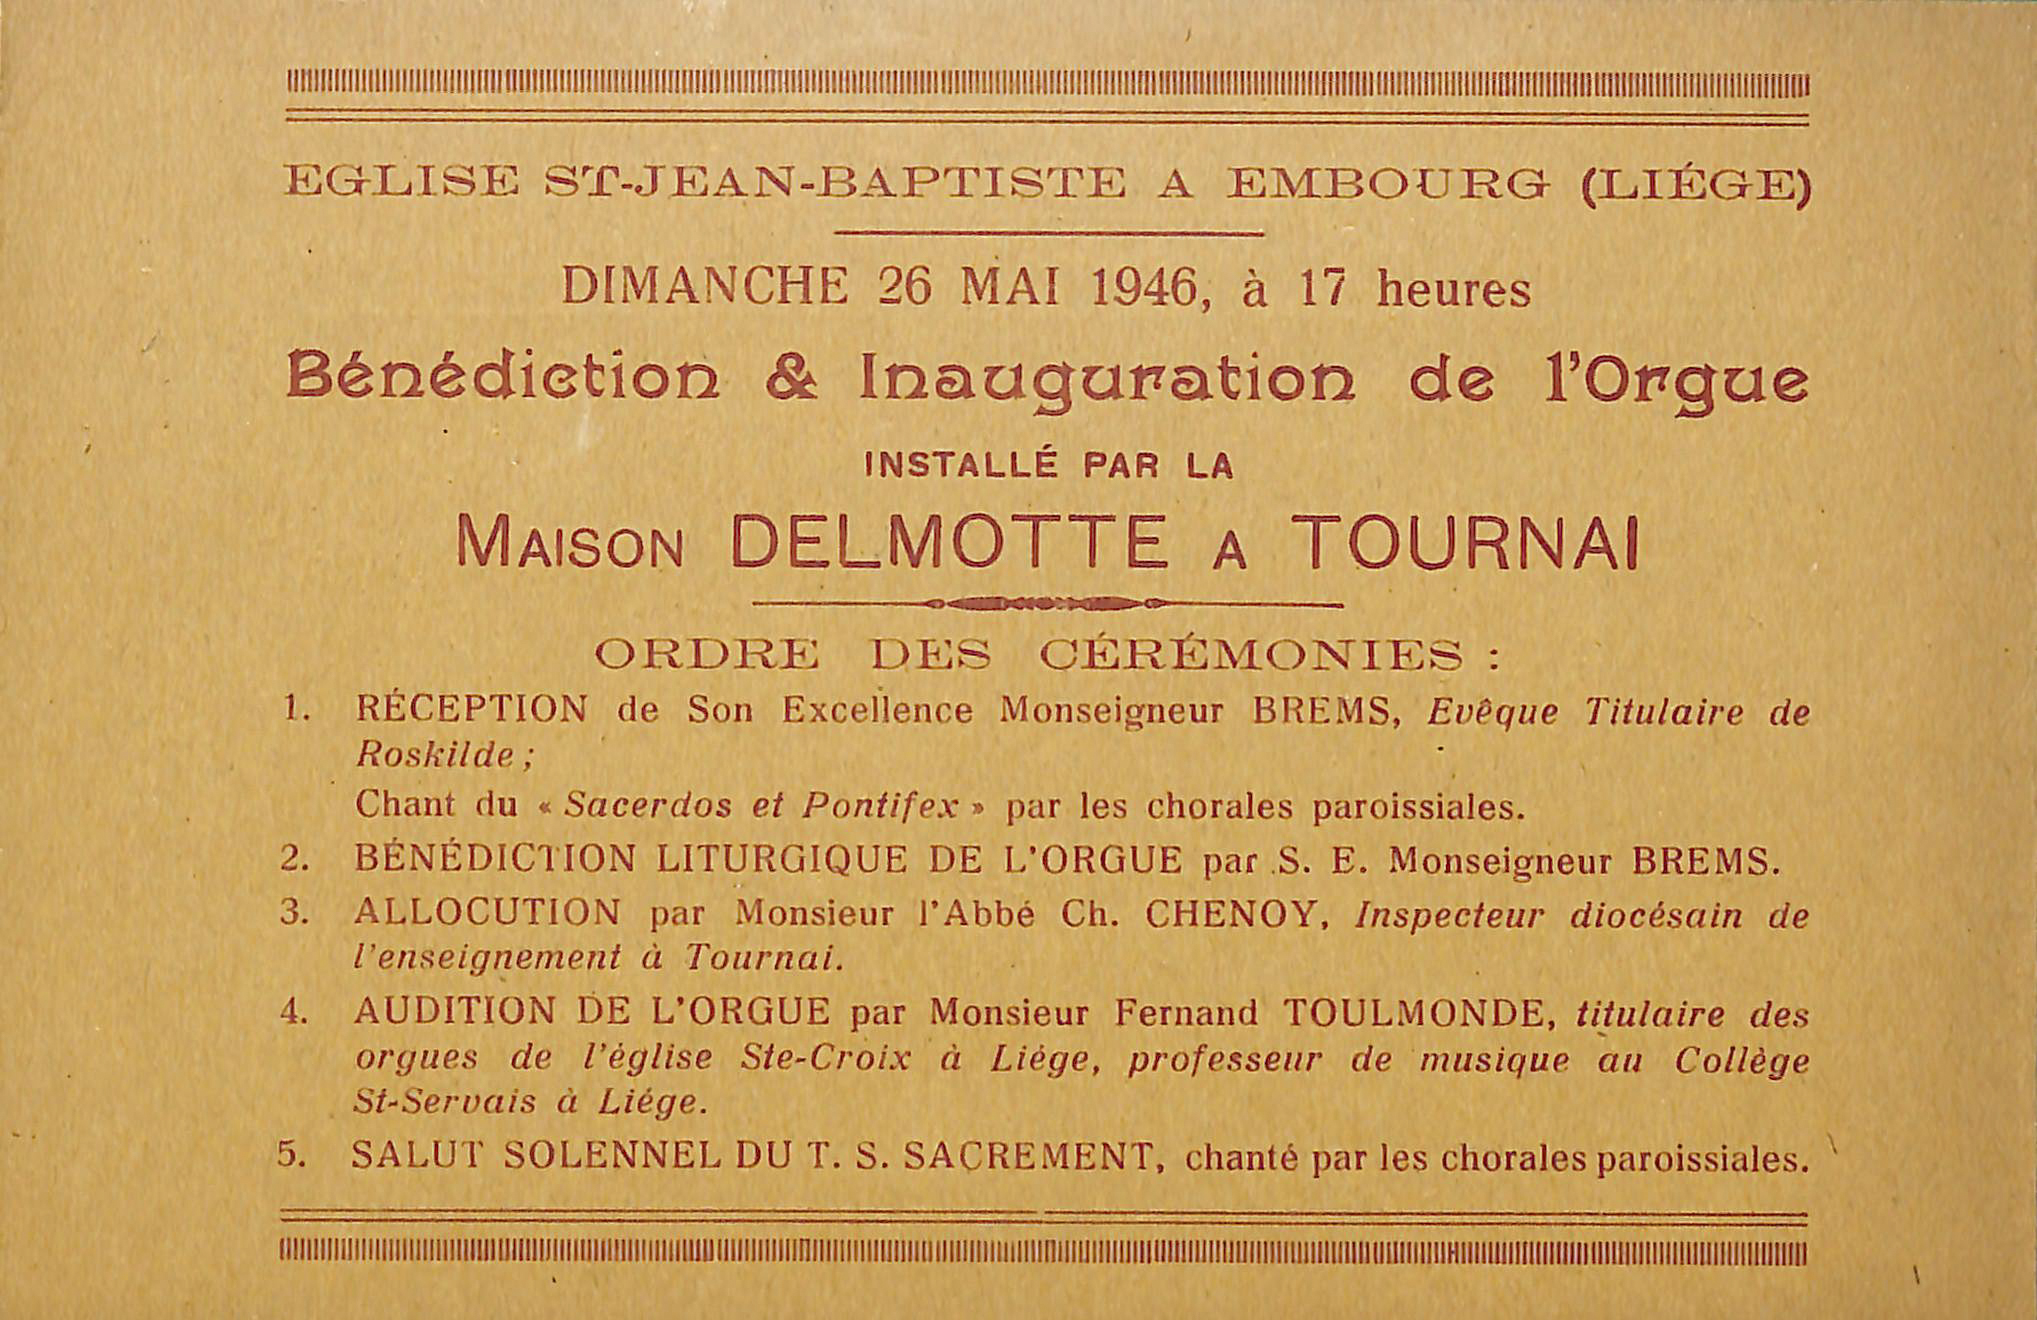 EGLISE ST-JEAN-BAPTISTE A EMBOURG (LIÉGE)
DIMANCHE 26 MAI 1946, à 17 heures
Bénédiction & Inauguration de l'Orgue
INSTALLÉ PAR LA
MAISON DELMOTTE A TOURNAI
ORDRE DES CÉRÉMONIES :
1. RÉCEPTION de Son Excellence Monseigneur BREMS, Evêque Titulaire de
Roskilde ;
Chant du « Sacerdos et Pontifex » par les chorales paroissiales.
2. BÉNÉDICTION LITURGIQUE DE L'ORGUE par S. E. Monseigneur BREMS.
3. ALLOCUTION par Monsieur l'Abbé Ch. CHENOY, Inspecteur diocésain de
l'enseignement à Tournai.
4. AUDITION DE L'ORGUE par Monsieur Fernand TOULMONDE, titulaire des
orgues de l'église Ste-Croix à Liége, professeur de musique au Collège
St-Servais à Liége.
5. SALUT SOLENNEL DU T. S. SACREMENT, chanté par les chorales paroissiales.